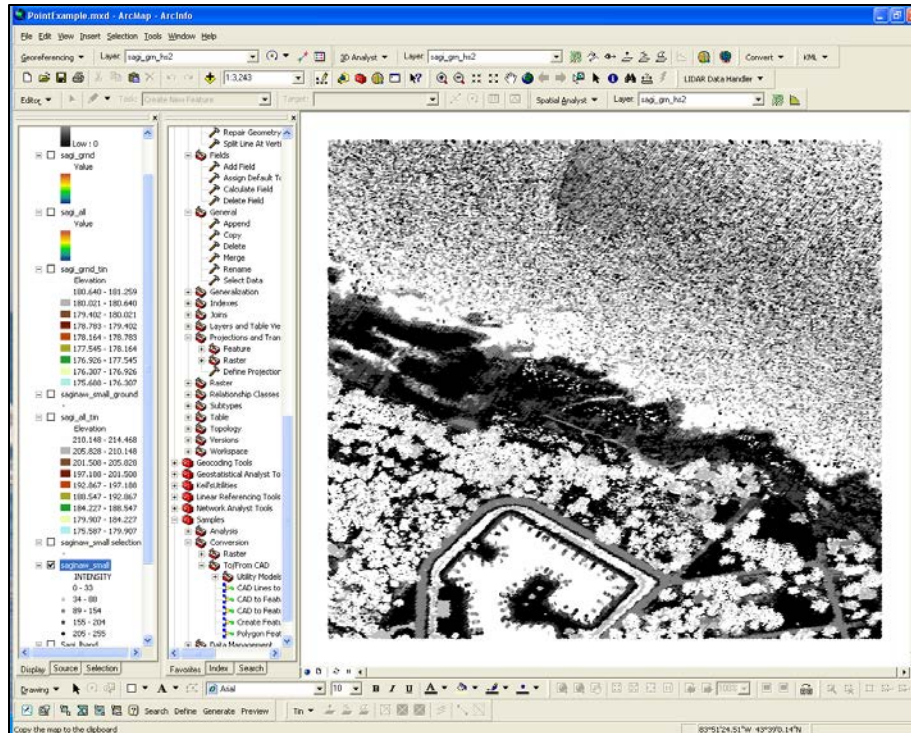 PointExample.mxd - ArcMap - ArcInfo
File Edit View Insert Selection Tools Window Help
Georeferencing Layer: sagi_grn_hs2 3D Analyst Layer: sagi_grn_hs2 Convert KML
1:3,243 LIDAR Data Handler
Editor Task: Create New Feature Target: Spatial Analyst Layer: sagi_grn_hs2
Low : 0
sagi_grnd
Value
sagi_all
Value
sagi_grnd_tin
Elevation
180.640 - 181.259
180.021 - 180.640
179.402 - 180.021
178.783 - 179.402
178.164 - 178.783
177.545 - 178.164
176.926 - 177.545
176.307 - 176.926
175.688 - 176.307
saginaw_small_ground
sagi_all_tin
Elevation
210.148 - 214.468
205.828 - 210.148
201.508 - 205.828
197.188 - 201.508
192.867 - 197.188
188.547 - 192.867
184.227 - 188.547
179.907 - 184.227
175.587 - 179.907
saginaw_small selection
saginaw_small
INTENSITY
0 - 33
34 - 88
89 - 154
155 - 204
205 - 255
Display Source Selection
Repair Geometry
Split Line At Verti
Fields
Add Field
Assign Default To
Calculate Field
Delete Field
General
Append
Copy
Delete
Merge
Rename
Select Data
Generalization
Indexes
Joins
Layers and Table Vie
Projections and Tran
Feature
Raster
Define Projection
Raster
Relationship Classes
Subtypes
Table
Topology
Versions
Workspace
Geocoding Tools
Geostatistical Analyst To
Linear Referencing Tools
Network Analyst Tools
Samples
Analysis
Conversion
Raster
To/From CAD
Utility Models
CAD Lines to
CAD to Featu
CAD to Featu
Create Featur
Polygon Feat
Data Management
Favorites Index Search
Drawing A Arial 10 B I U A 100%
Search Define Generate Preview Tin
Copy the map to the clipboard 83°51'24.51"W 43°39'0.14"N